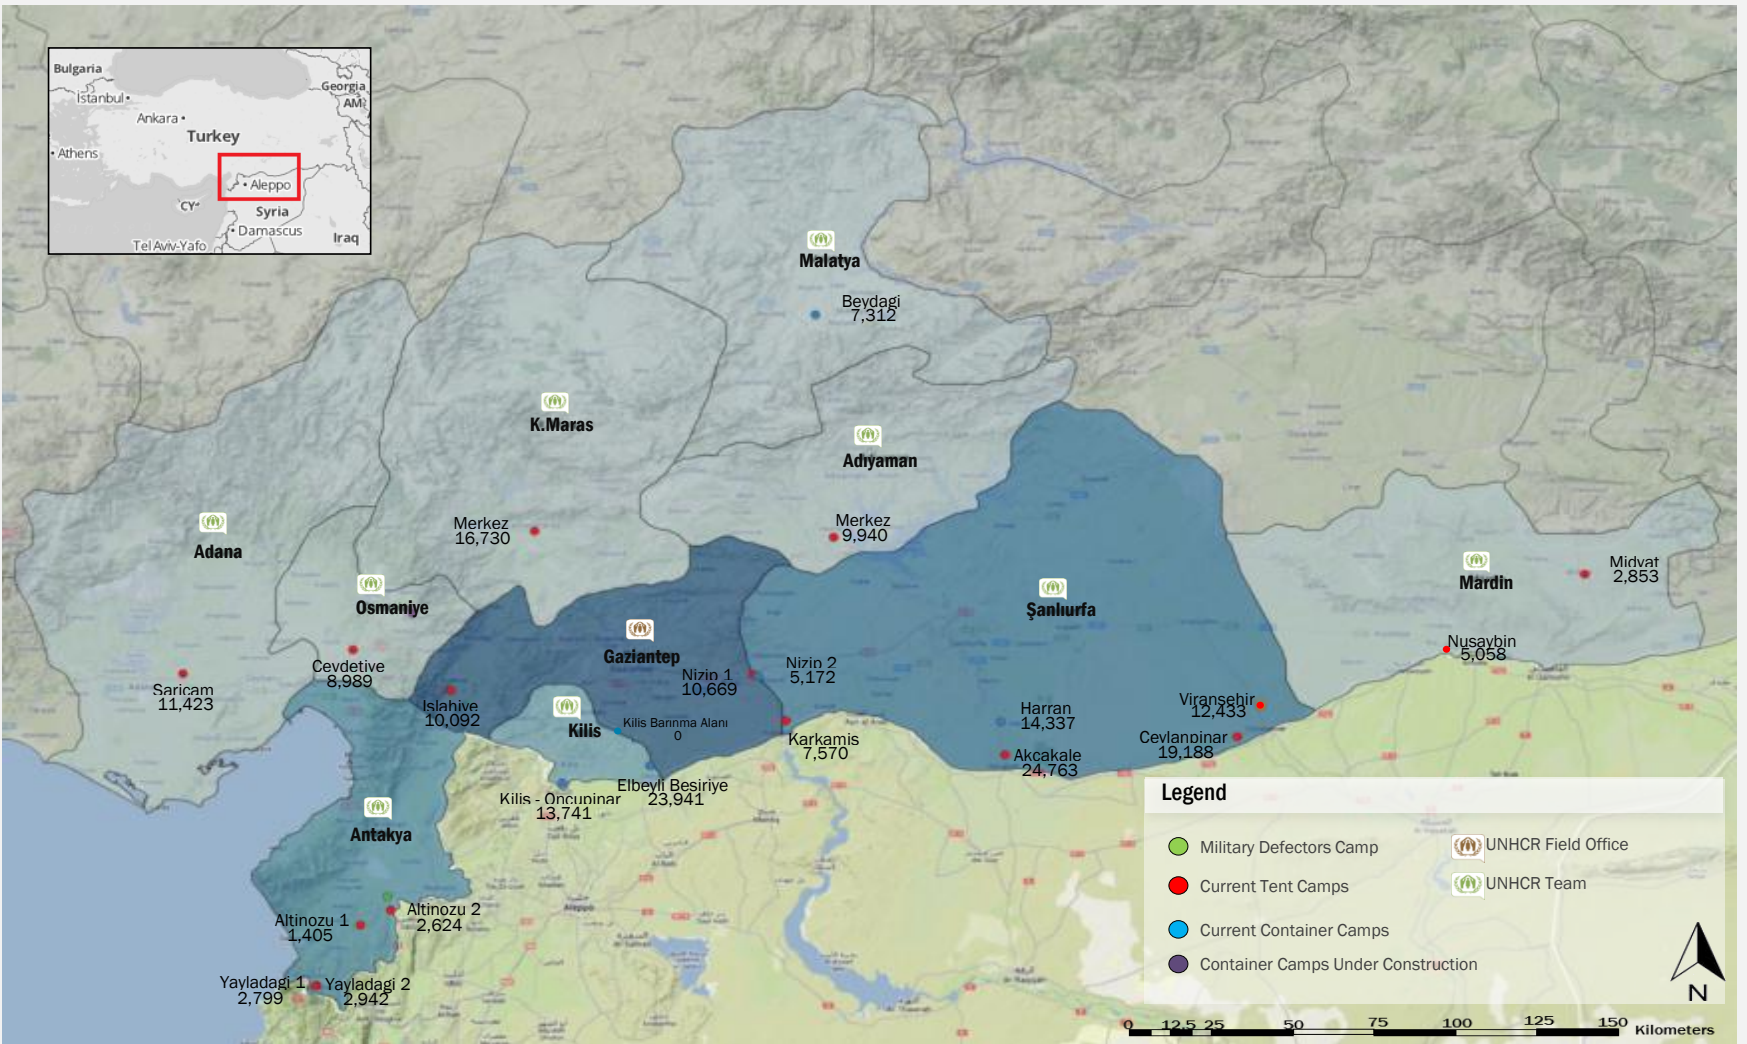 Bulgaria
Georgia
İstanbul
AM
Ankara
Turkey
Athens
Aleppo
CY
Syria
Damascus
Tel Aviv-Yafo
Iraq
Malatya
Beydagi
7,312
K.Maras
Merkez
16,730
Adıyaman
Merkez
9,940
Adana
Saricam
11,423
Osmaniye
Cevdetiye
8,989
Islahiye
10,092
Gaziantep
Nizip 1
10,669
Nizip 2
5,172
Karkamis
7,570
Kilis
Kilis Barınma Alanı
0
Elbeyli Besiriye
23,941
Kilis - Oncupinar
13,741
Şanlıurfa
Harran
14,337
Akcakale
24,763
Viranşehir
12,433
Ceylanpinar
19,188
Mardin
Midyat
2,853
Nusaybin
5,058
Antakya
Altinozu 1
1,405
Altinozu 2
2,624
Yayladagi 1
2,799
Yayladagi 2
2,942
Legend
Military Defectors Camp
Current Tent Camps
Current Container Camps
Container Camps Under Construction
UNHCR Field Office
UNHCR Team
N
0 12,5 25 50 75 100 125 150 Kilometers